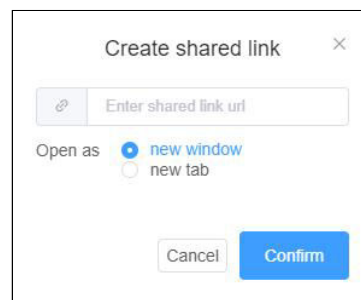 Create shared link
Enter shared link url
Open as
new window
new tab
Cancel Confirm